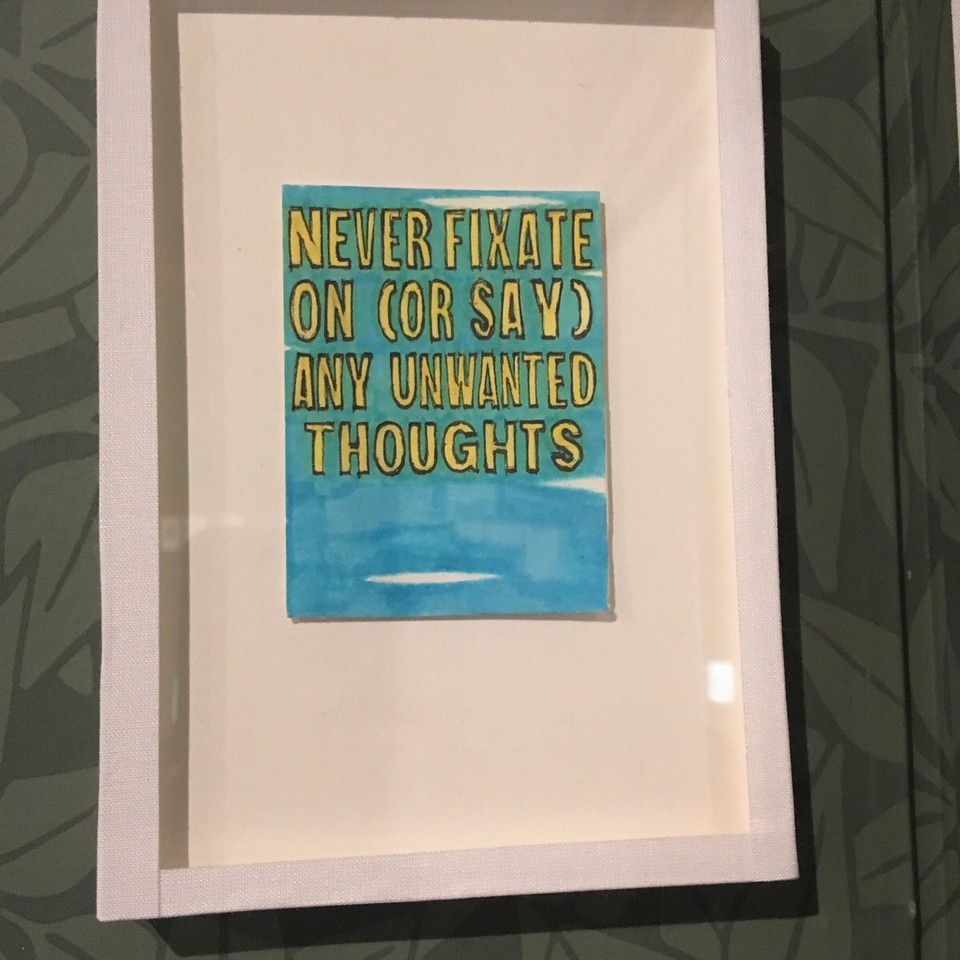 NEVER FIXATE
ON (OR SAY)
ANY UNWANTED
THOUGHTS